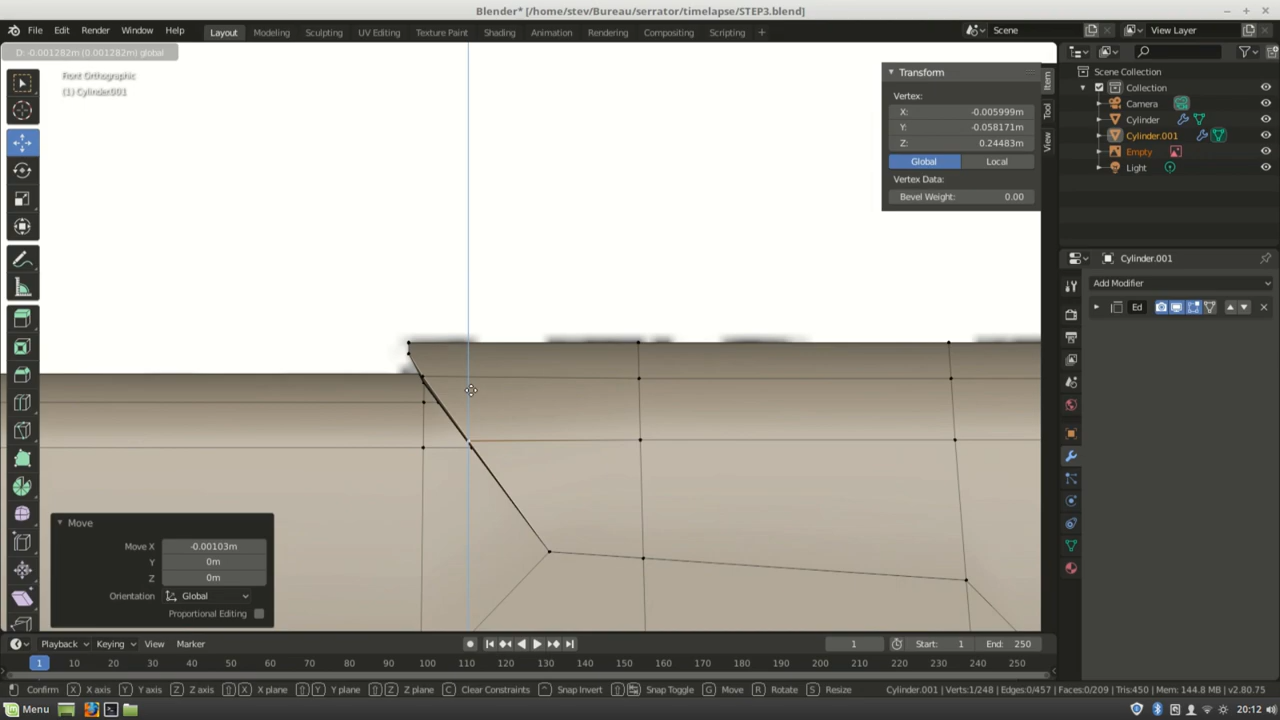 Blender* [/home/stev/Bureau/serrator/timelapse/STEP3.blend]
File Edit Render Window Help Layout Modeling Sculpting UV Editing Texture Paint Shading Animation Rendering Compositing Scripting + Scene View Layer
D: -0.001282m (0.001282m) global
Front Orthographic
(1) Cylinder001
Transform
Vertex:
X: -0.005999m
Y: -0.058171m
Z: 0.24483m
Global Local
Vertex Data:
Bevel Weight: 0.00
Item
Tool
View
Scene Collection
Collection
Camera
Cylinder
Cylinder.001
Empty
Light
Cylinder.001
Add Modifier
Ed
Move
Move X -0.00103m
Y 0m
Z 0m
Orientation Global
Proportional Editing
Playback Keying View Marker 1 Start: 1 End: 250
1 10 20 30 40 50 60 70 80 90 100 110 120 130 140 150 160 170 180 190 200 210 220 230 240 250
Confirm X X axis Y Y axis Z Z axis X X plane Y Y plane Z Z plane C Clear Constraints Snap Invert Snap Toggle G Move R Rotate S Resize Cylinder.001 | Verts:1/248 | Edges:0/457 | Faces:0/209 | Tris:450 | Mem: 144.8 MB | v2.80.75
Menu 20:12